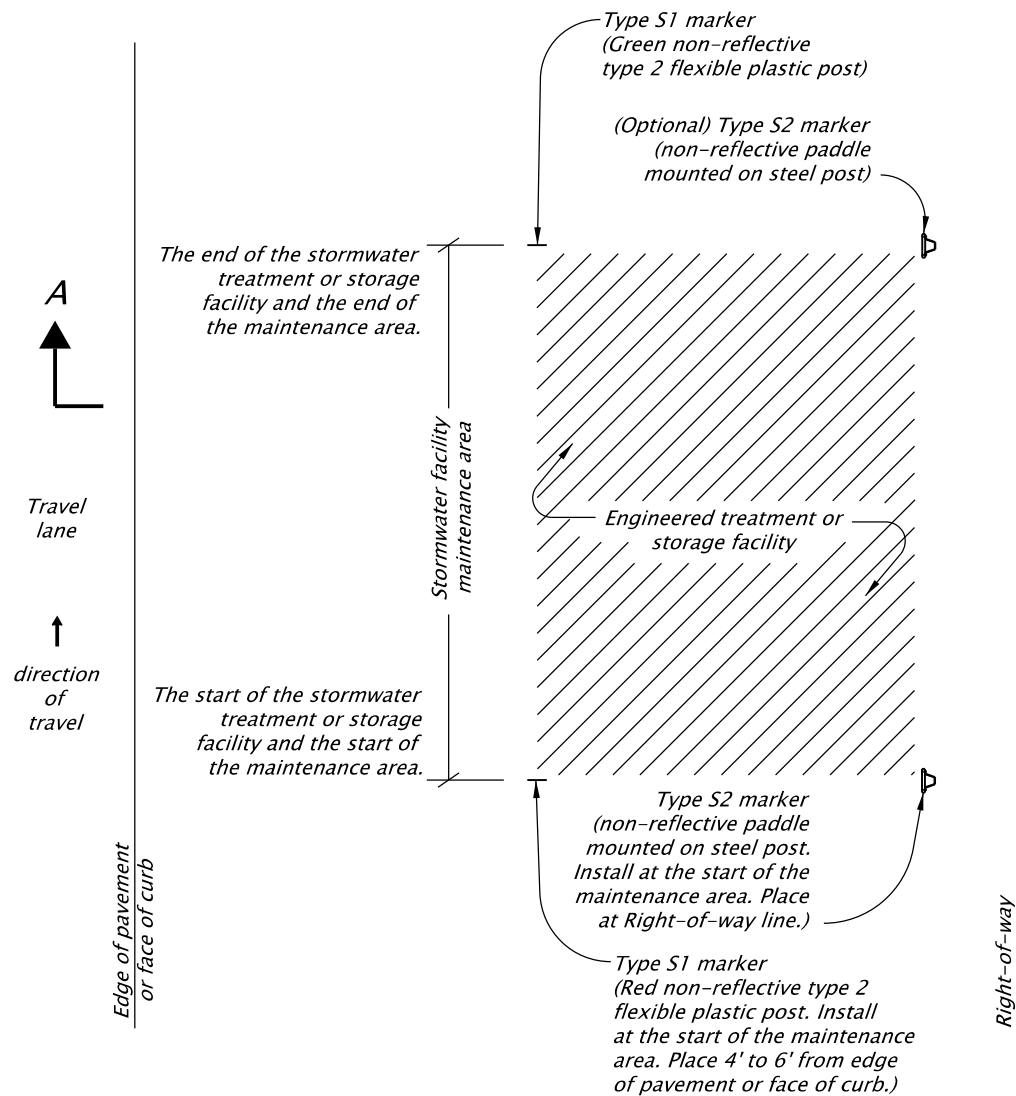 Type S1 marker
(Green non-reflective
type 2 flexible plastic post)
(Optional) Type S2 marker
(non-reflective paddle
mounted on steel post)
The end of the stormwater
treatment or storage
facility and the end of
the maintenance area.
A
Stormwater facility
maintenance area
Travel
lane
Engineered treatment or
storage facility
direction
of
travel
The start of the stormwater
treatment or storage
facility and the start of
the maintenance area.
Type S2 marker
(non-reflective paddle
mounted on steel post.
Install at the start of the
maintenance area. Place
at Right-of-way line.)
Edge of pavement
or face of curb
Right-of-way
Type S1 marker
(Red non-reflective type 2
flexible plastic post. Install
at the start of the maintenance
area. Place 4' to 6' from edge
of pavement or face of curb.)